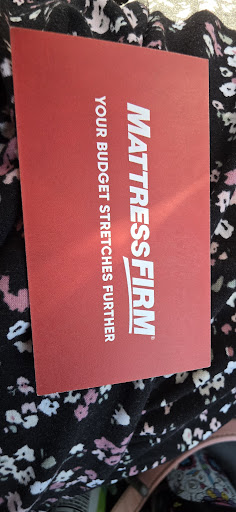 MATTRESSFIRM®
YOUR BUDGET STRETCHES FURTHER